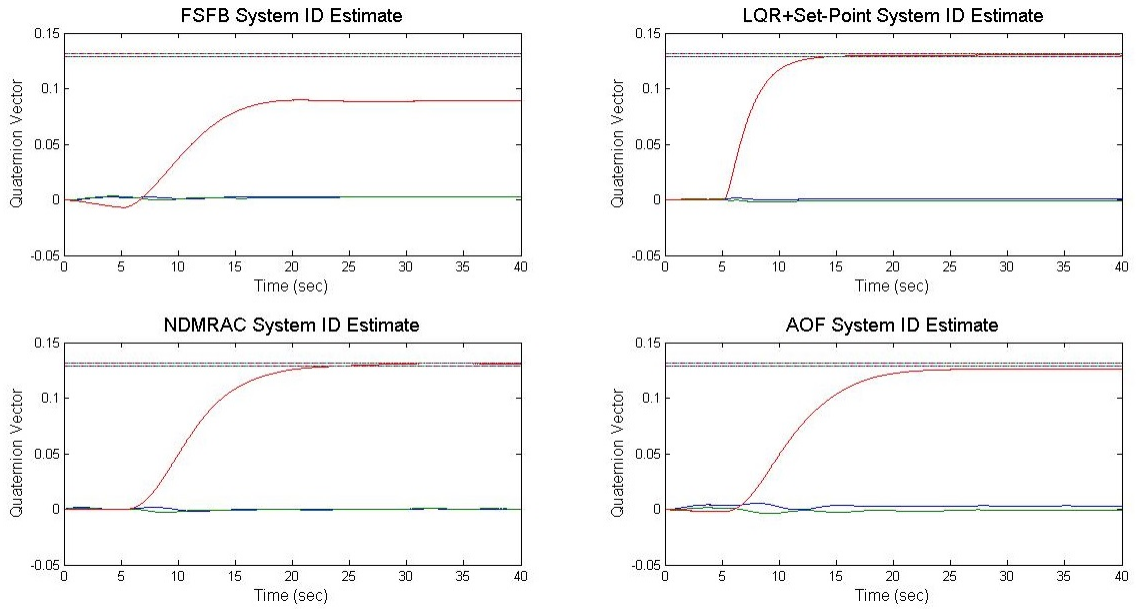 FSFB System ID Estimate
0.15
0.1
0.05
0
-0.05
Quaternion Vector
0 5 10 15 20 25 30 35 40
Time (sec)
LQR+Set-Point System ID Estimate
0.15
0.1
0.05
0
-0.05
Quaternion Vector
0 5 10 15 20 25 30 35 40
Time (sec)
NDMRAC System ID Estimate
0.15
0.1
0.05
0
-0.05
Quaternion Vector
0 5 10 15 20 25 30 35 40
Time (sec)
AOF System ID Estimate
0.15
0.1
0.05
0
-0.05
Quaternion Vector
0 5 10 15 20 25 30 35 40
Time (sec)